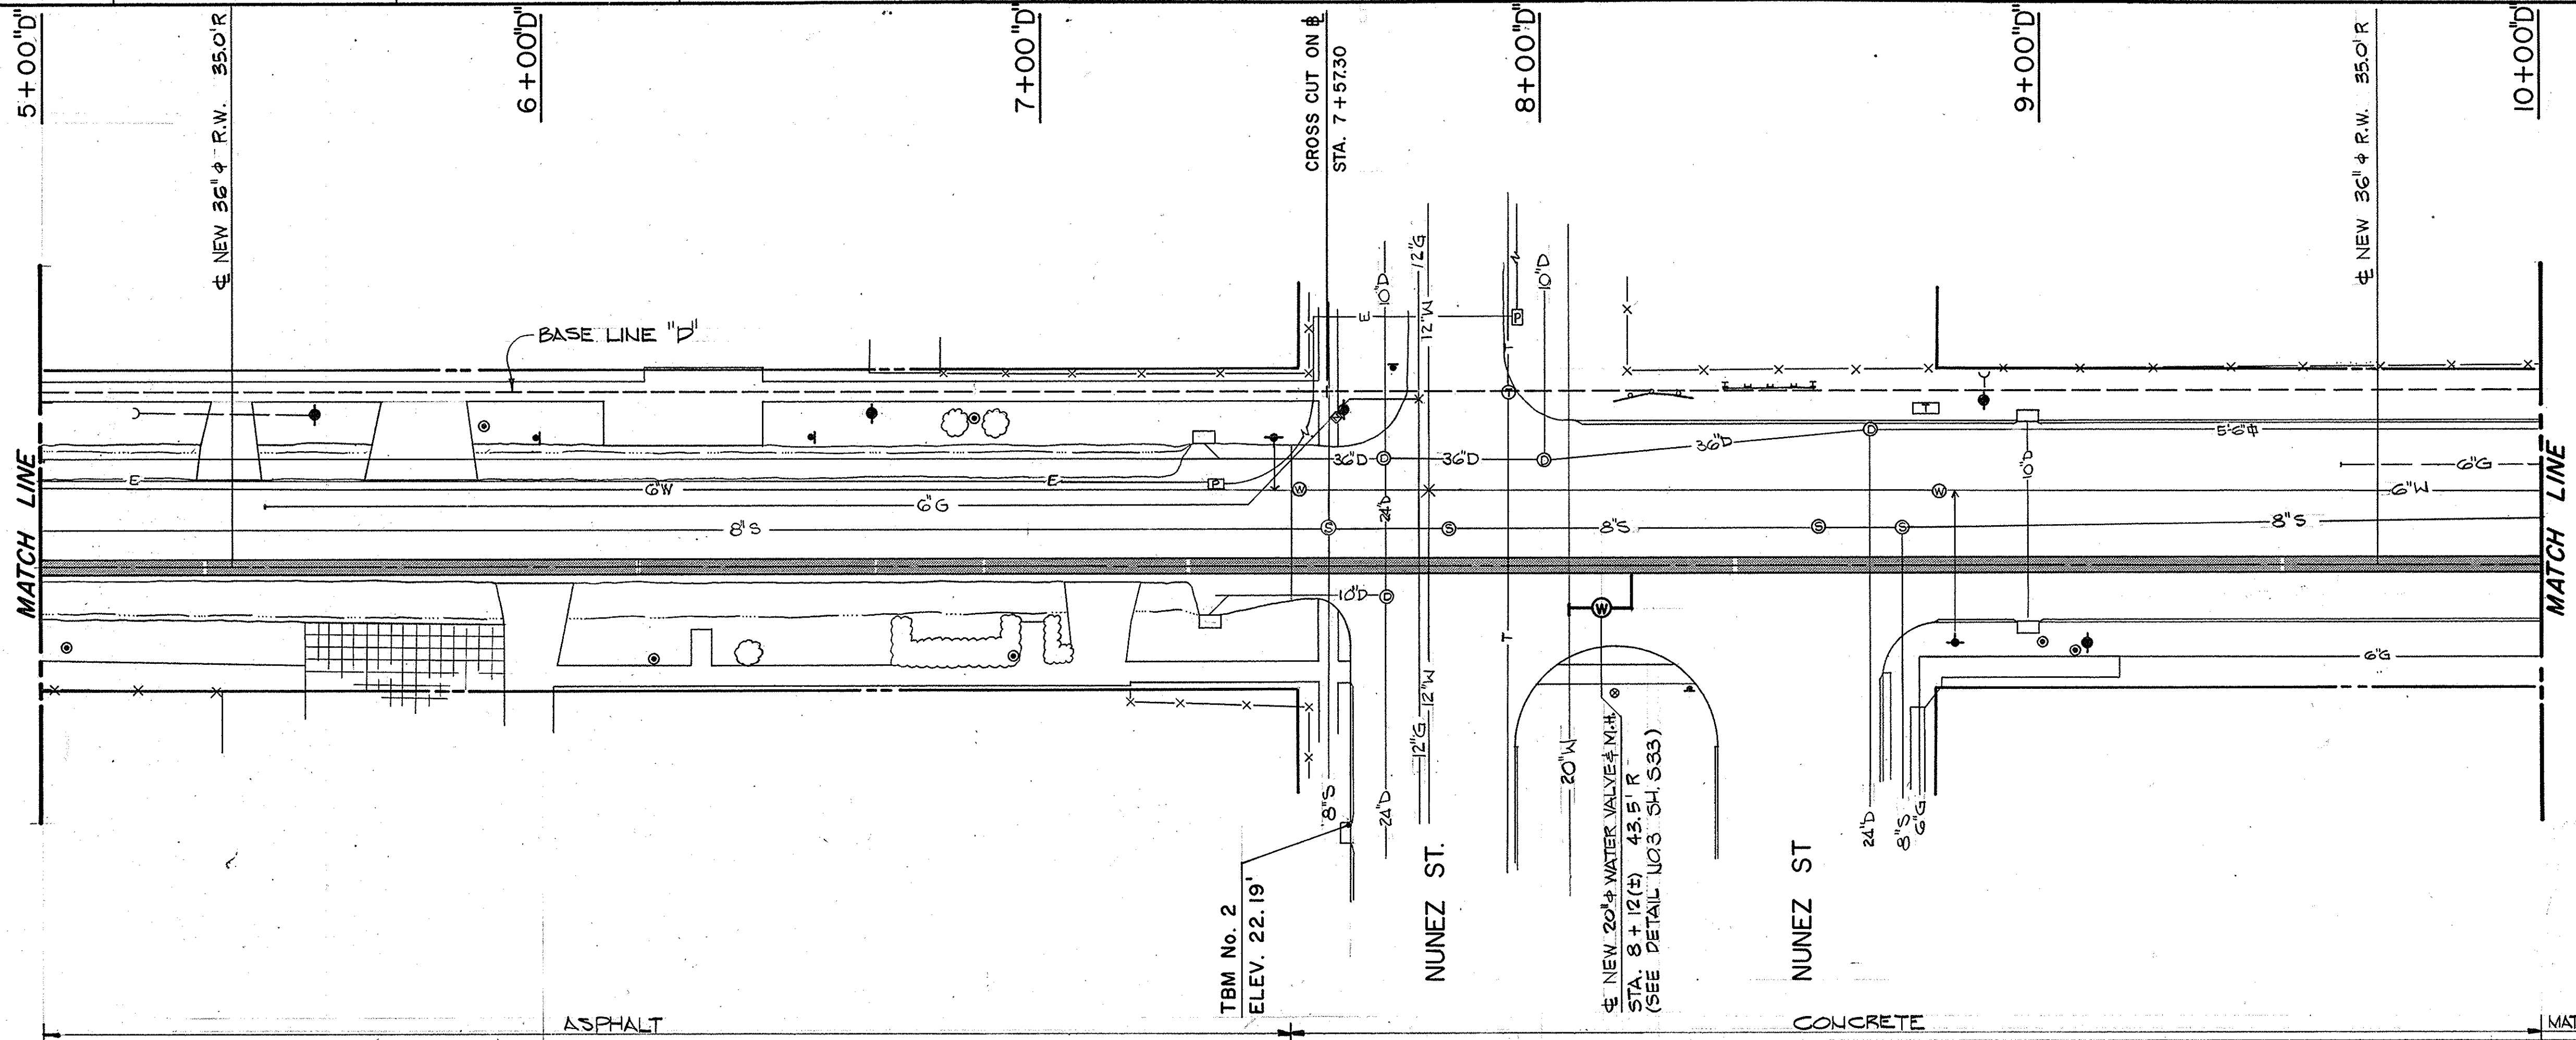 5+00"D"
6+00"D"
7+00"D"
8+00"D"
9+00"D"
10+00"D"
℄ NEW 36"ϕ R.W. 35.0'R
CROSS CUT ON ℄
STA. 7+57.30
℄ NEW 36"ϕ R.W. 35.0'R
BASE LINE "D"
10"D
12"G
12"W
E
P
T
10"D
T
T
36"D
D
36"D
D
36"D
D
5'-6"ϕ
10"D
6"G
E
E
P
6"W
W
W
6"W
6"G
24"D
8"S
S
S
8"S
S
S
8"S
MATCH LINE
MATCH LINE
10"D
D
W
T
6"G
12"G
12"W
20"W
8"S
24"D
24"D
8"S
6"G
TBM No. 2
ELEV. 22.19'
NUNEZ ST.
℄ NEW 20"ϕ WATER VALVE & M.H.
STA. 8+12(±) 43.5' R
(SEE DETAIL NO.3 SH. S33)
NUNEZ ST
ASPHALT
CONCRETE
MAT